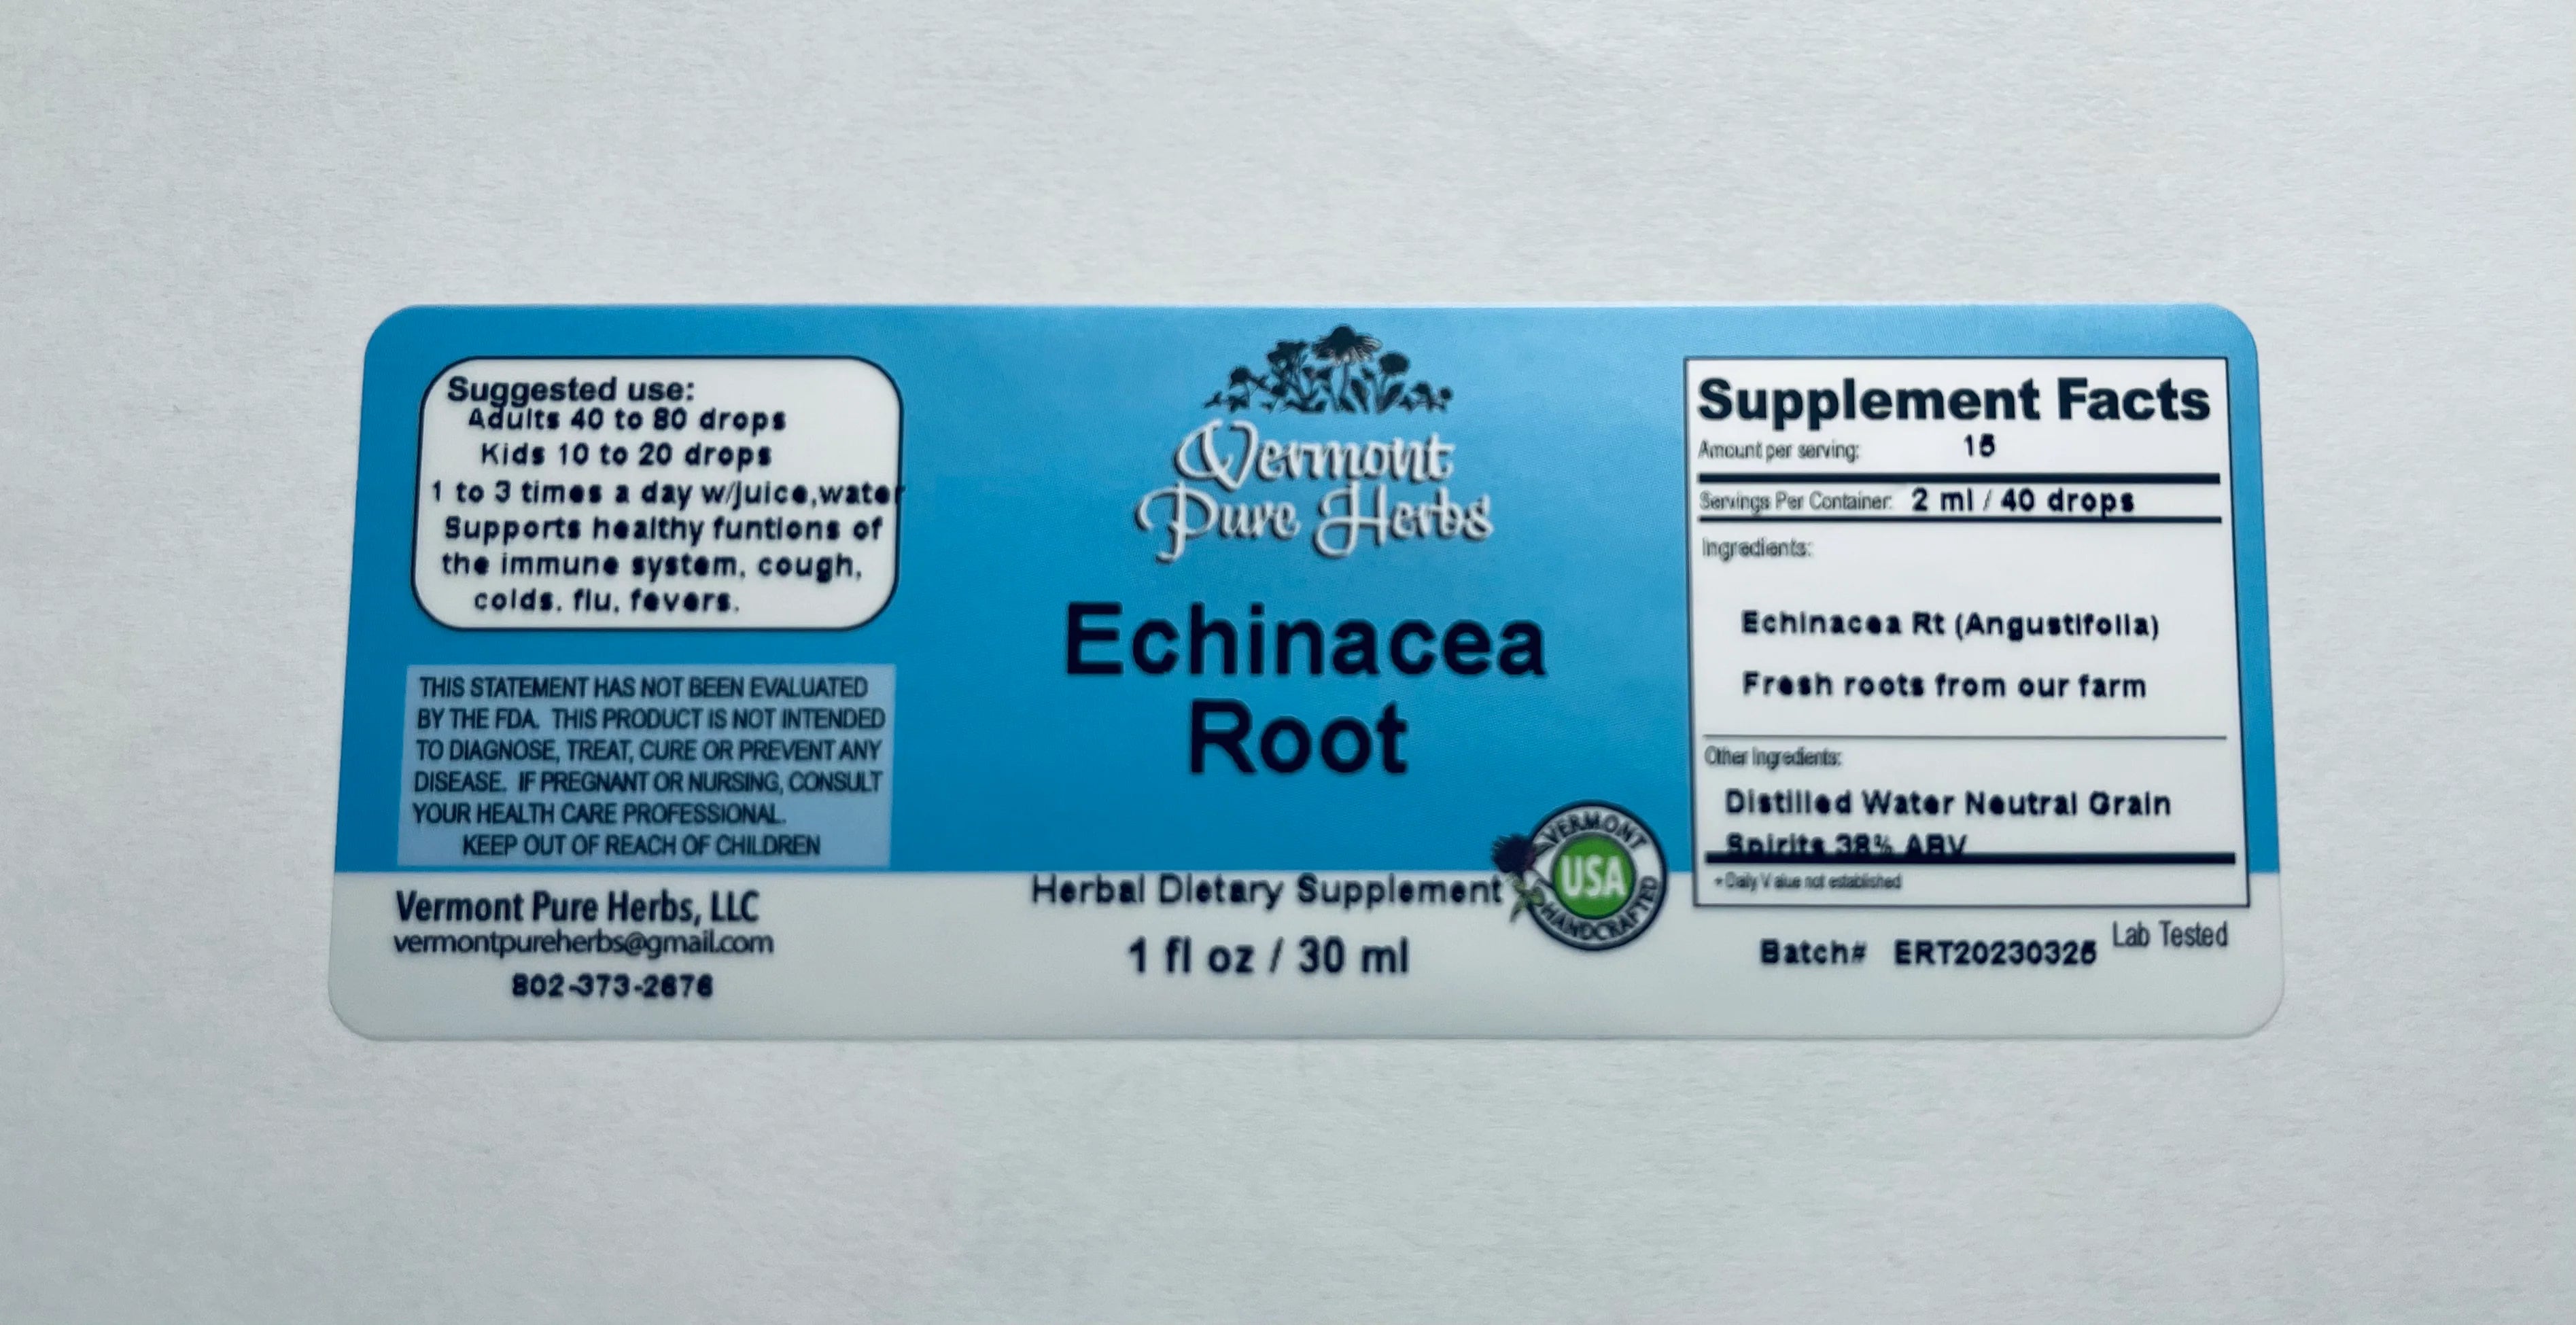 Suggested use:
Adults 40 to 80 drops
Kids 10 to 20 drops
1 to 3 times a day w/juice,water
Supports healthy funtions of
the immune system, cough,
colds, flu, fevers.
THIS STATEMENT HAS NOT BEEN EVALUATED
BY THE FDA. THIS PRODUCT IS NOT INTENDED
TO DIAGNOSE, TREAT, CURE OR PREVENT ANY
DISEASE. IF PREGNANT OR NURSING, CONSULT
YOUR HEALTH CARE PROFESSIONAL.
KEEP OUT OF REACH OF CHILDREN
Vermont Pure Herbs, LLC
vermontpureherbs@gmail.com
802-373-2676
Vermont
Pure Herbs
Echinacea
Root
Herbal Dietary Supplement
1 fl oz / 30 ml
VERMONT
USA
HANDCRAFTED
Supplement Facts
Amount per serving: 15
Servings Per Container: 2 ml / 40 drops
Ingredients:
Echinacea Rt (Angustifolia)
Fresh roots from our farm
Other Ingredients:
Distilled Water Neutral Grain
Spirits 38% ABV
*Daily Value not established
Batch# ERT20230325
Lab Tested